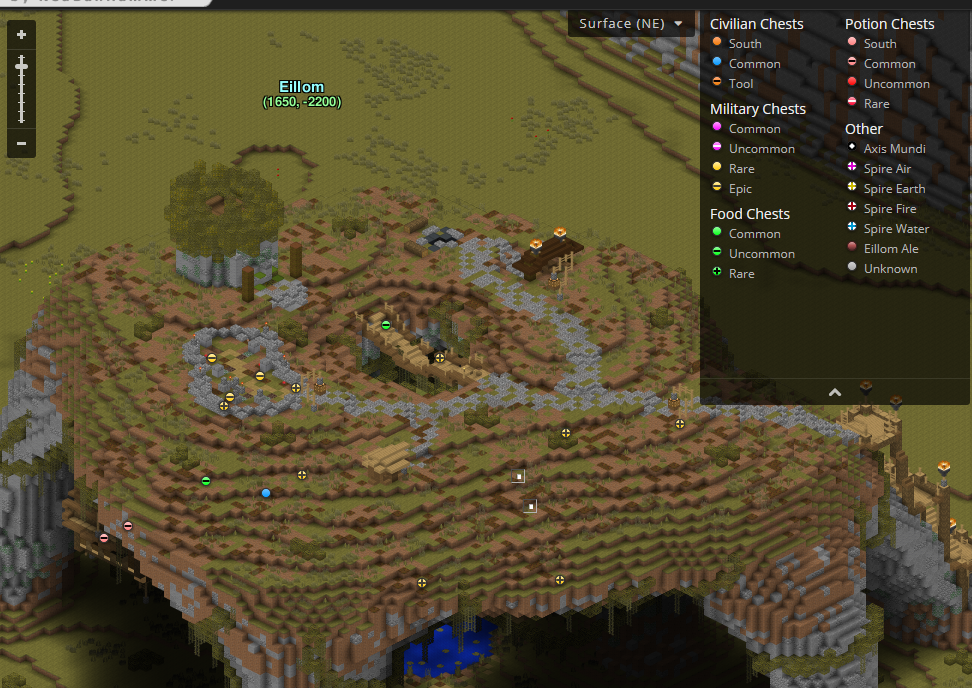 Surface (NE)
Eillom
(1650, -2200)
Civilian Chests
South
Common
Tool
Military Chests
Common
Uncommon
Rare
Epic
Food Chests
Common
Uncommon
Rare
Potion Chests
South
Common
Uncommon
Rare
Other
Axis Mundi
Spire Air
Spire Earth
Spire Fire
Spire Water
Eillom Ale
Unknown